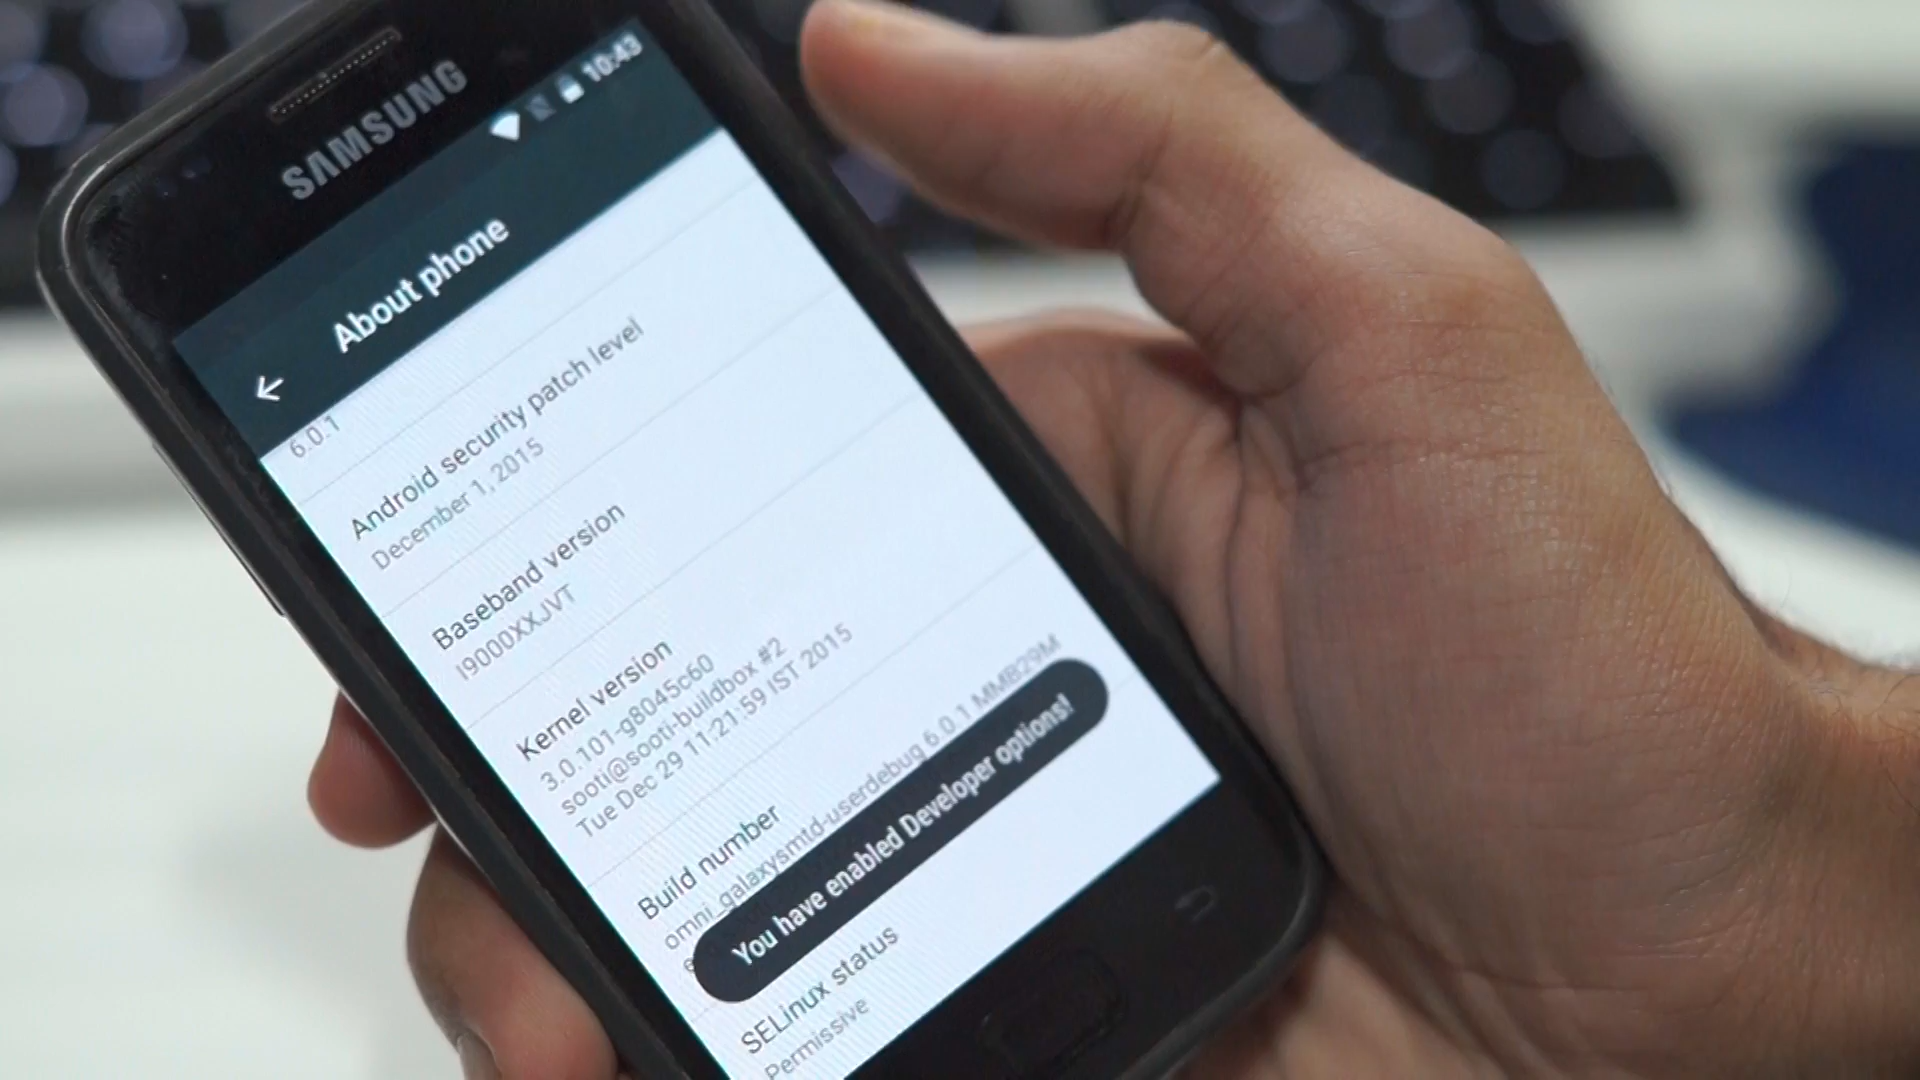 SAMSUNG
10:43
About phone
6.0.1
Android security patch level
December 1, 2015
Baseband version
I9000XXJVT
Kernel version
3.0.101-g8045c60
sooti@sooti-buildbox #2
Tue Dec 29 11:21:59 IST 2015
Build number
omni_galaxysmtd-userdebug 6.0.1 MMB29M
You have enabled Developer options!
SELinux status
Permissive